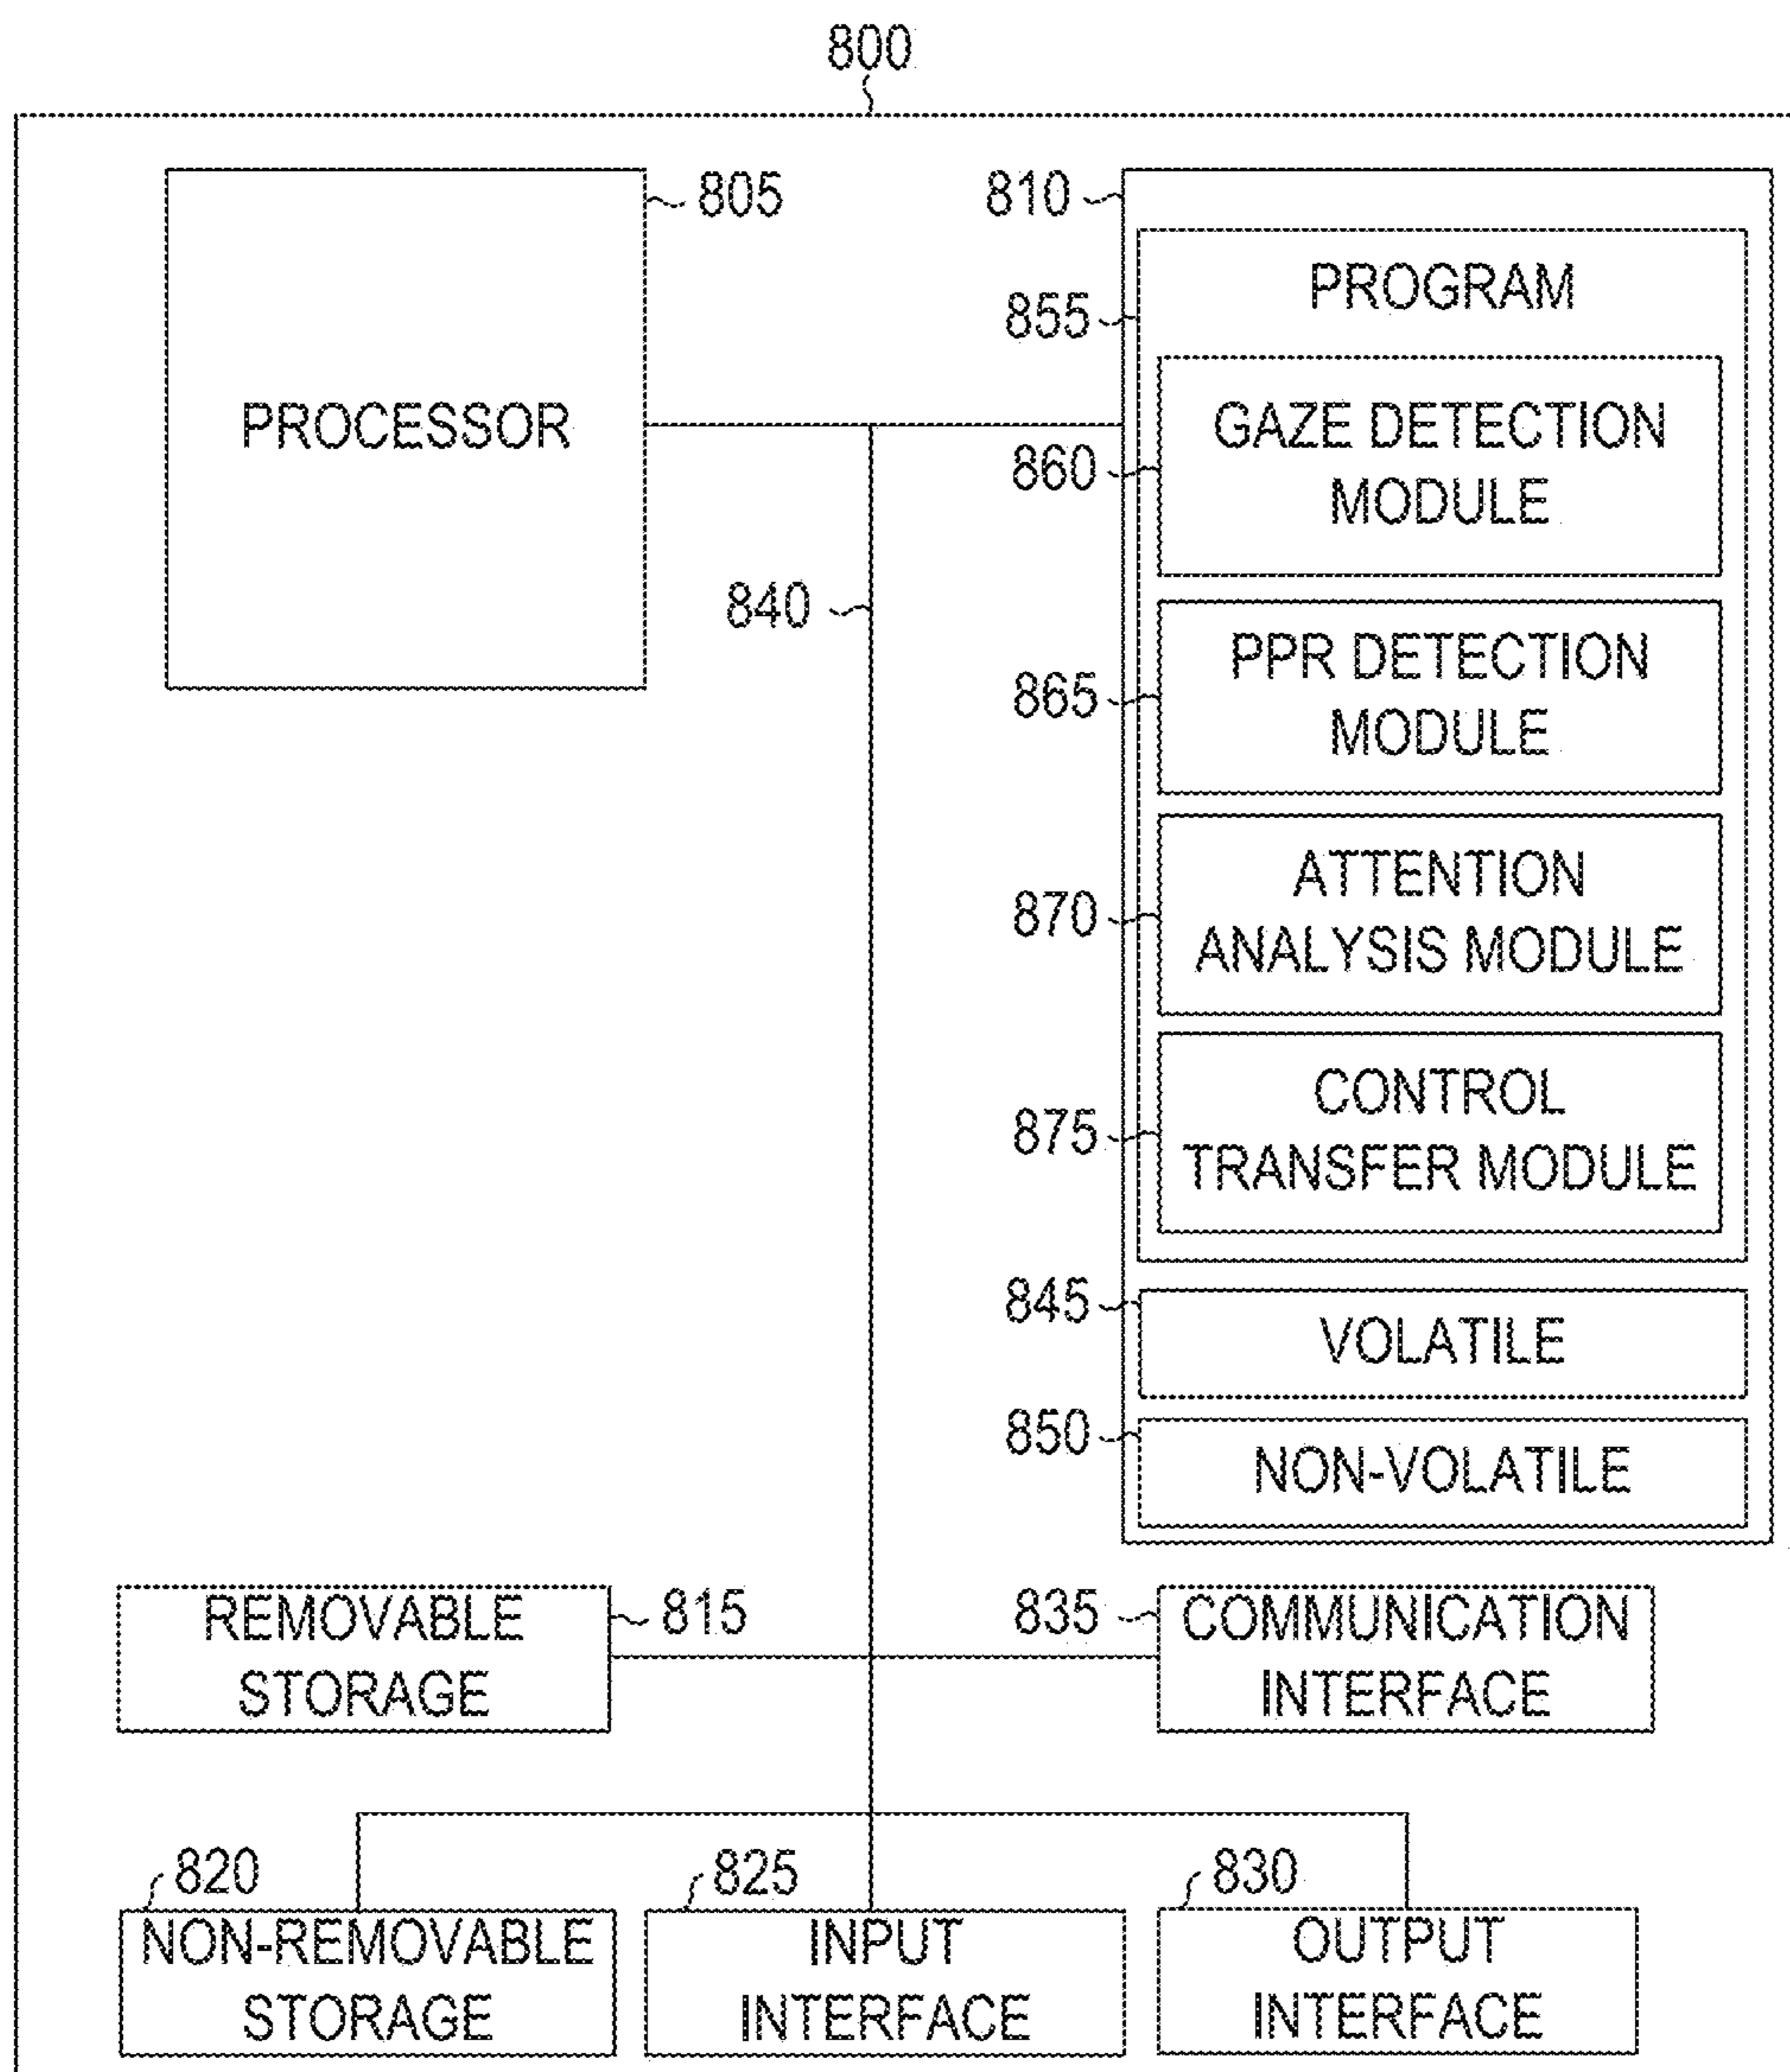 800
805
PROCESSOR
810
855
PROGRAM
860
GAZE DETECTION
MODULE
840
865
PPR DETECTION
MODULE
870
ATTENTION
ANALYSIS MODULE
875
CONTROL
TRANSFER MODULE
845
VOLATILE
850
NON-VOLATILE
REMOVABLE
STORAGE
815
835
COMMUNICATION
INTERFACE
820
NON-REMOVABLE
STORAGE
825
INPUT
INTERFACE
830
OUTPUT
INTERFACE